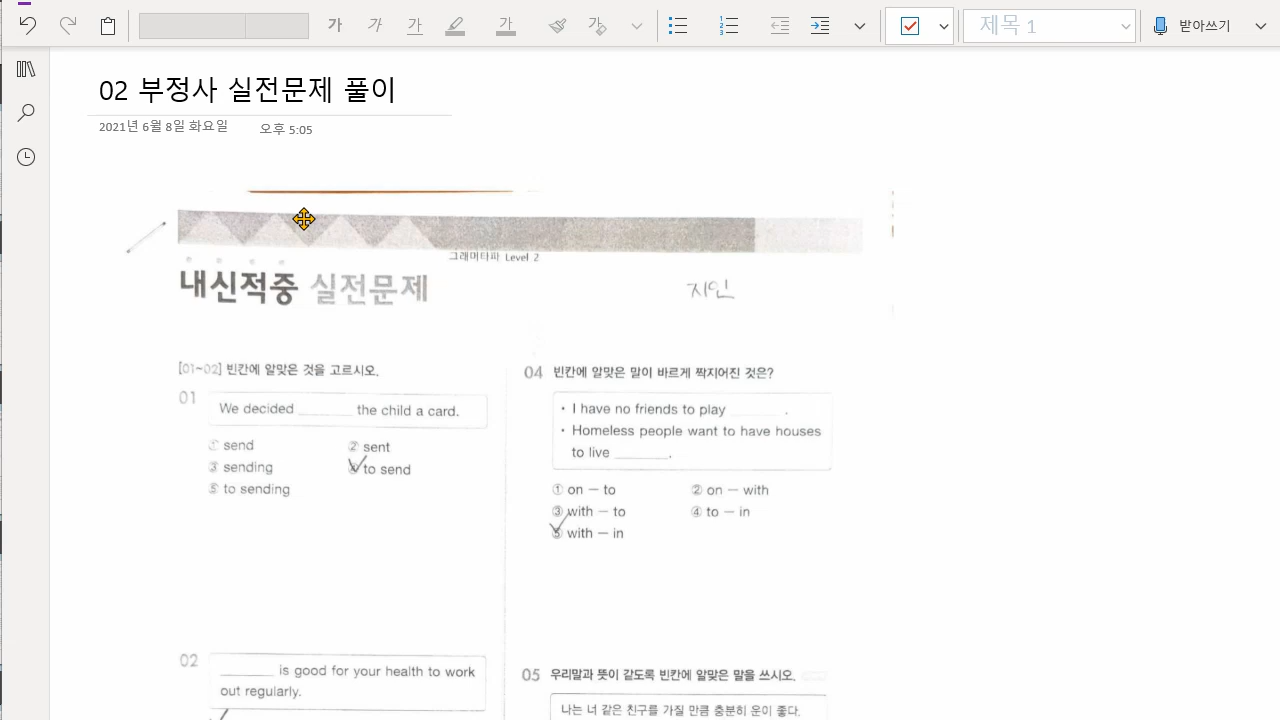 가 가 가 가 가
제목 1
받아쓰기
02 부정사 실전문제 풀이
2021년 6월 8일 화요일 오후 5:05
그래머타파 Level 2
내신적중 실전문제
지인
[01~02] 빈칸에 알맞은 것을 고르시오.
01
We decided ______ the child a card.
① send ② sent
③ sending ④ to send
⑤ to sending
02
______ is good for your health to work
out regularly.
04 빈칸에 알맞은 말이 바르게 짝지어진 것은?
• I have no friends to play ______ .
• Homeless people want to have houses
to live ______.
① on — to ② on — with
③ with — to ④ to — in
⑤ with — in
05 우리말과 뜻이 같도록 빈칸에 알맞은 말을 쓰시오.
나는 너 같은 친구를 가질 만큼 충분히 운이 좋다.